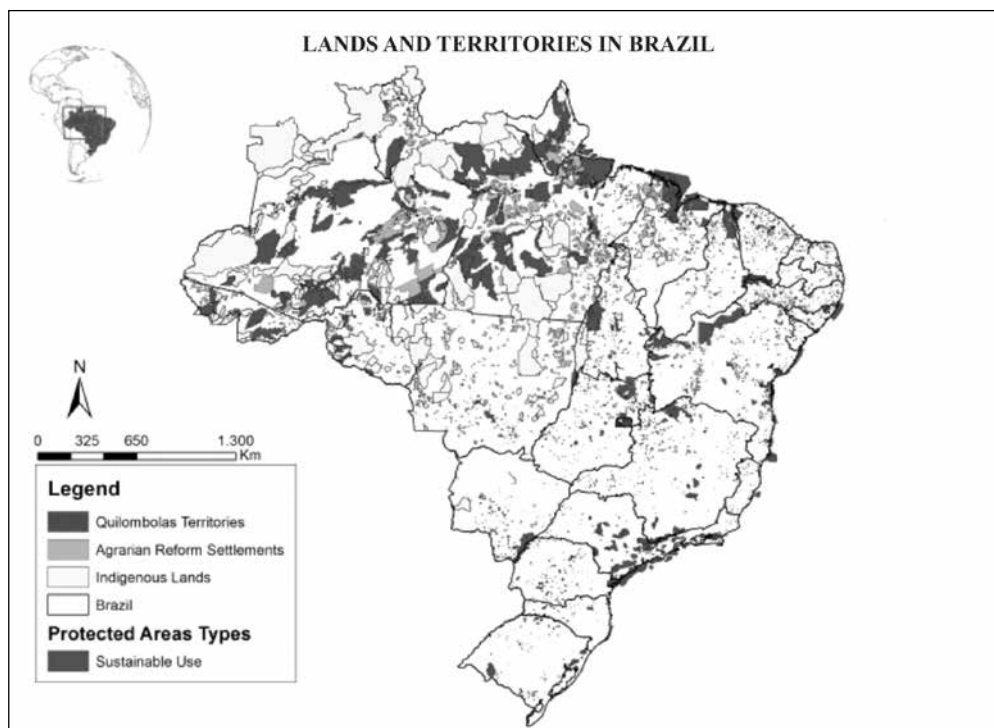 LANDS AND TERRITORIES IN BRAZIL
N
0 325 650 1.300
Km
Legend
Quilombolas Territories
Agrarian Reform Settlements
Indigenous Lands
Brazil
Protected Areas Types
Sustainable Use